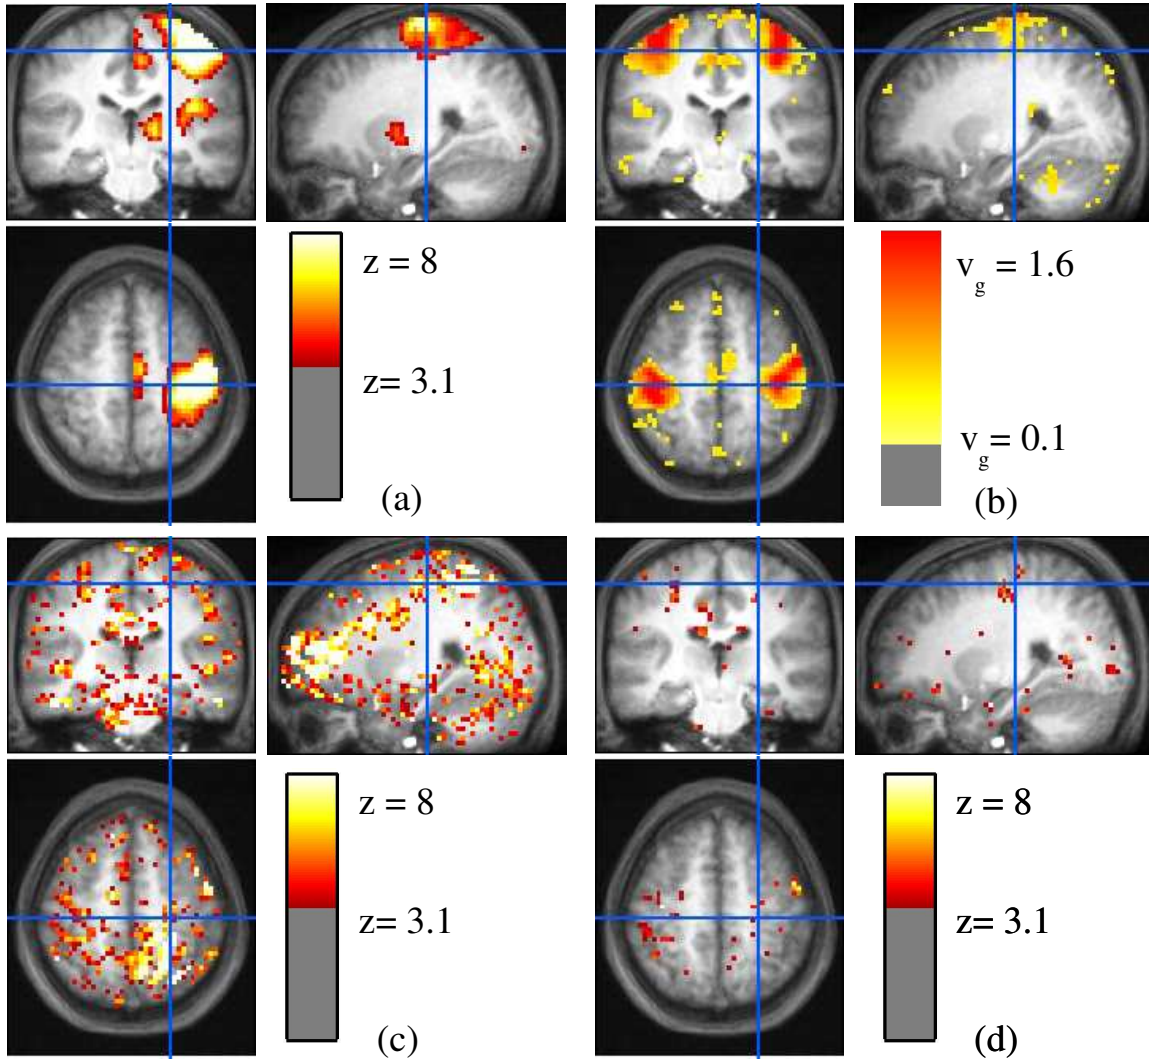 z = 8
z= 3.1
(a)
v_g = 1.6
v_g = 0.1
(b)
z = 8
z= 3.1
(c)
z = 8
z= 3.1
(d)